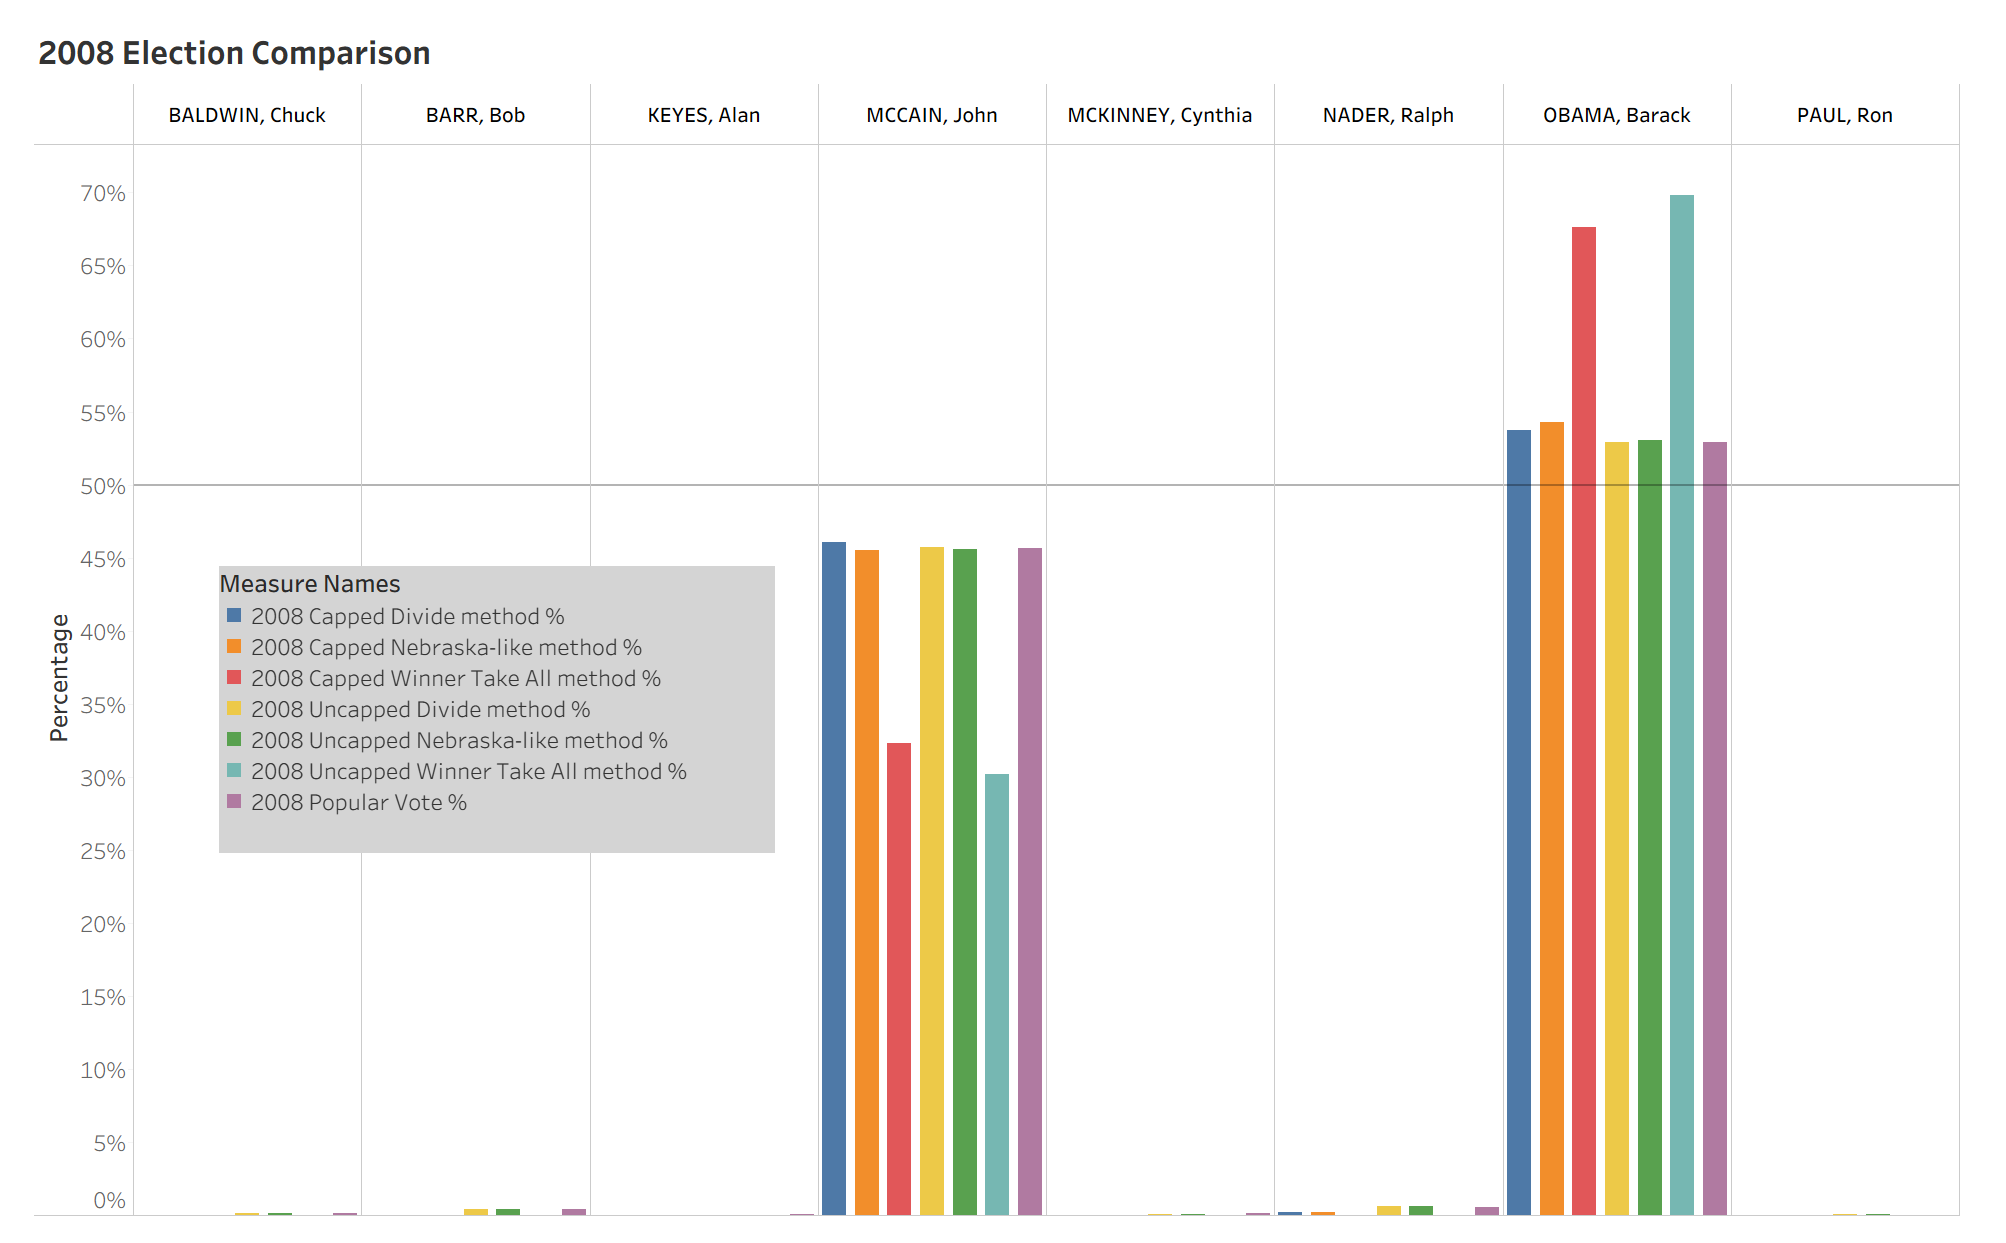 2008 Election Comparison
BALDWIN, Chuck BARR, Bob KEYES, Alan MCCAIN, John MCKINNEY, Cynthia NADER, Ralph OBAMA, Barack PAUL, Ron
70%
65%
60%
55%
50%
45%
40%
35%
30%
25%
20%
15%
10%
5%
0%
Percentage
Measure Names
2008 Capped Divide method %
2008 Capped Nebraska-like method %
2008 Capped Winner Take All method %
2008 Uncapped Divide method %
2008 Uncapped Nebraska-like method %
2008 Uncapped Winner Take All method %
2008 Popular Vote %